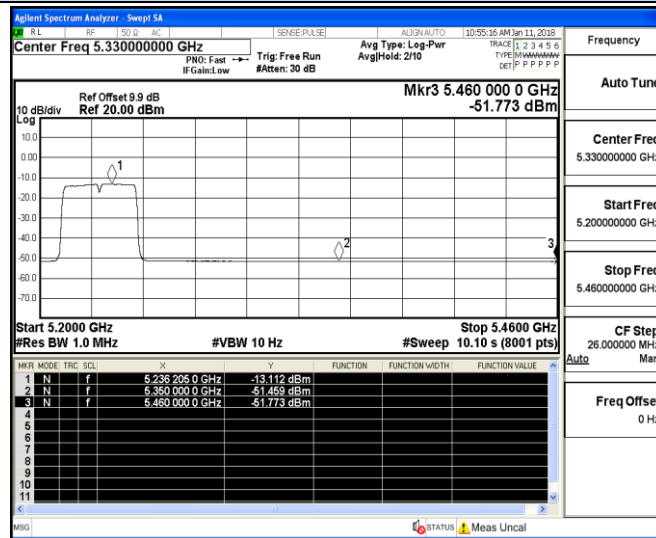 Agilent Spectrum Analyzer - Swept SA
RL RF 50 Ω AC SENSE:PULSE ALIGNAUTO 10:55:16 AM Jan 11, 2018
Center Freq 5.330000000 GHz
PNO: Fast
IFGain:Low
Trig: Free Run
#Atten: 30 dB
Avg Type: Log-Pwr
Avg|Hold: 2/10
TRACE 1 2 3 4 5 6
TYPE MWWWWW
DET P P P P P P
Ref Offset 9.9 dB
10 dB/div Ref 20.00 dBm
Log
Mkr3 5.460 000 0 GHz
-51.773 dBm
10.0
0.00
-10.0
-20.0
-30.0
-40.0
-50.0
-60.0
-70.0
1
2
3
Start 5.2000 GHz Stop 5.4600 GHz
#Res BW 1.0 MHz #VBW 10 Hz #Sweep 10.10 s (8001 pts)
MKR MODE TRC SCL X Y FUNCTION FUNCTION WIDTH FUNCTION VALUE
1 N f 5.236 205 0 GHz -13.112 dBm
2 N f 5.350 000 0 GHz -51.459 dBm
3 N f 5.460 000 0 GHz -51.773 dBm
4
5
6
7
8
9
10
11
MSG STATUS Meas Uncal
Frequency
Auto Tune
Center Freq
5.330000000 GHz
Start Freq
5.200000000 GHz
Stop Freq
5.460000000 GHz
CF Step
26.000000 MHz
Auto Man
Freq Offset
0 Hz